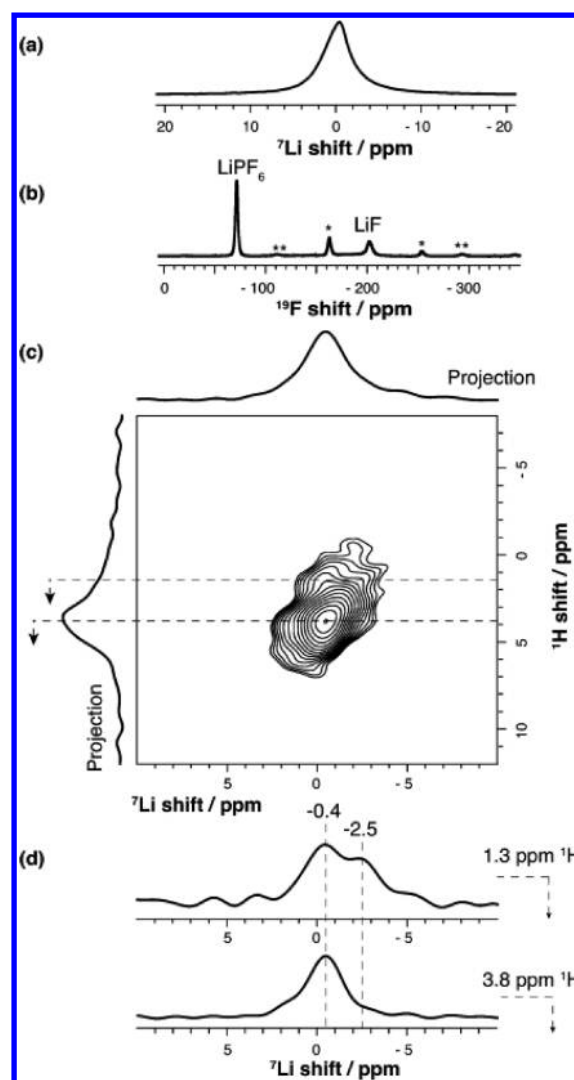 (a)
20 10 0 - 10 - 20
⁷Li shift / ppm
LiPF₆
(b)
** * LiF * **
0 - 100 - 200 - 300
¹⁹F shift / ppm
(c)
Projection
- 5
0
5
10
¹H shift / ppm
Projection
5 0 - 5
⁷Li shift / ppm
-0.4
-2.5
(d)
1.3 ppm ¹H
5 0 - 5
3.8 ppm ¹H
5 0 - 5
⁷Li shift / ppm